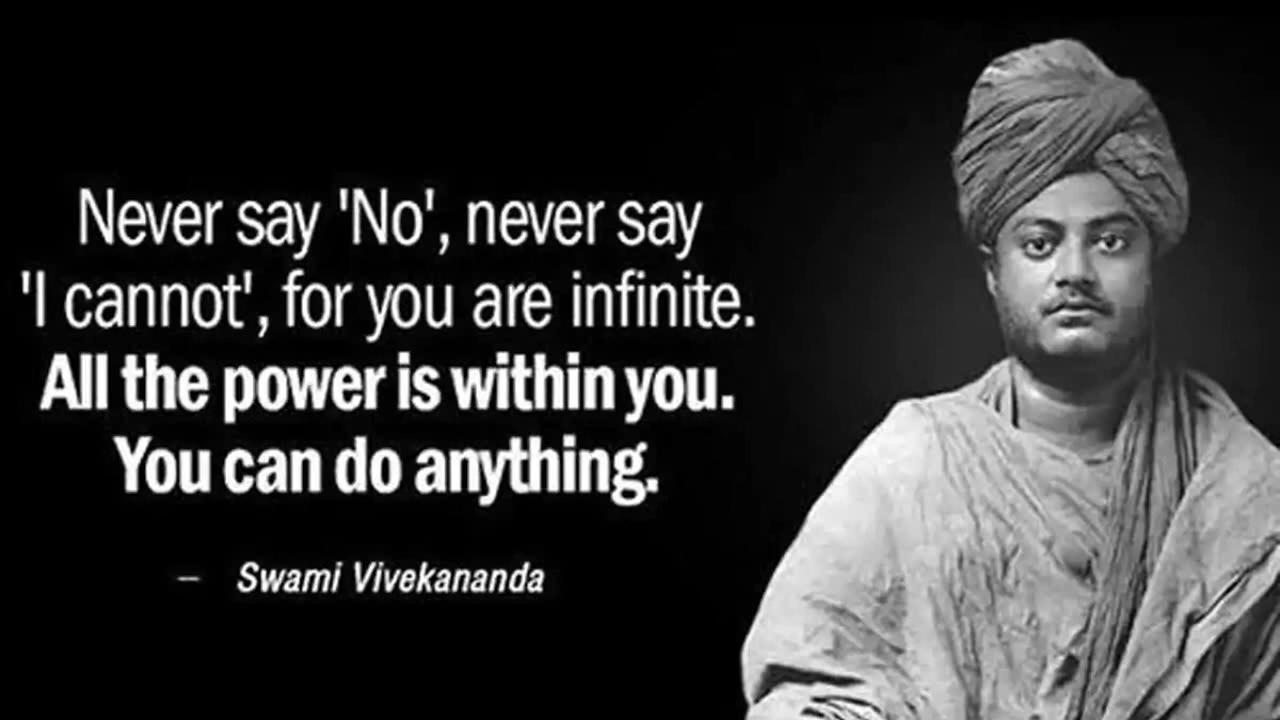 Never say 'No', never say
'I cannot', for you are infinite.
All the power is within you.
You can do anything.
– Swami Vivekananda